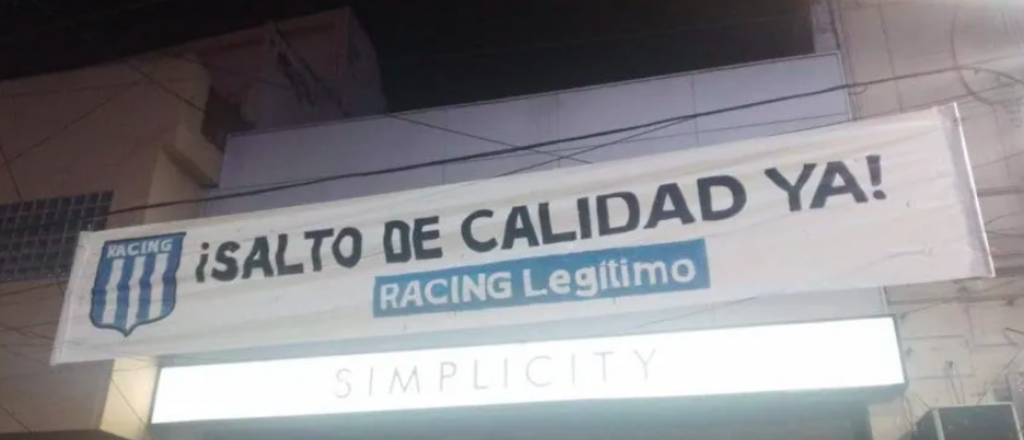 RACING
¡SALTO DE CALIDAD YA!
RACING Legítimo
SIMPLICITY